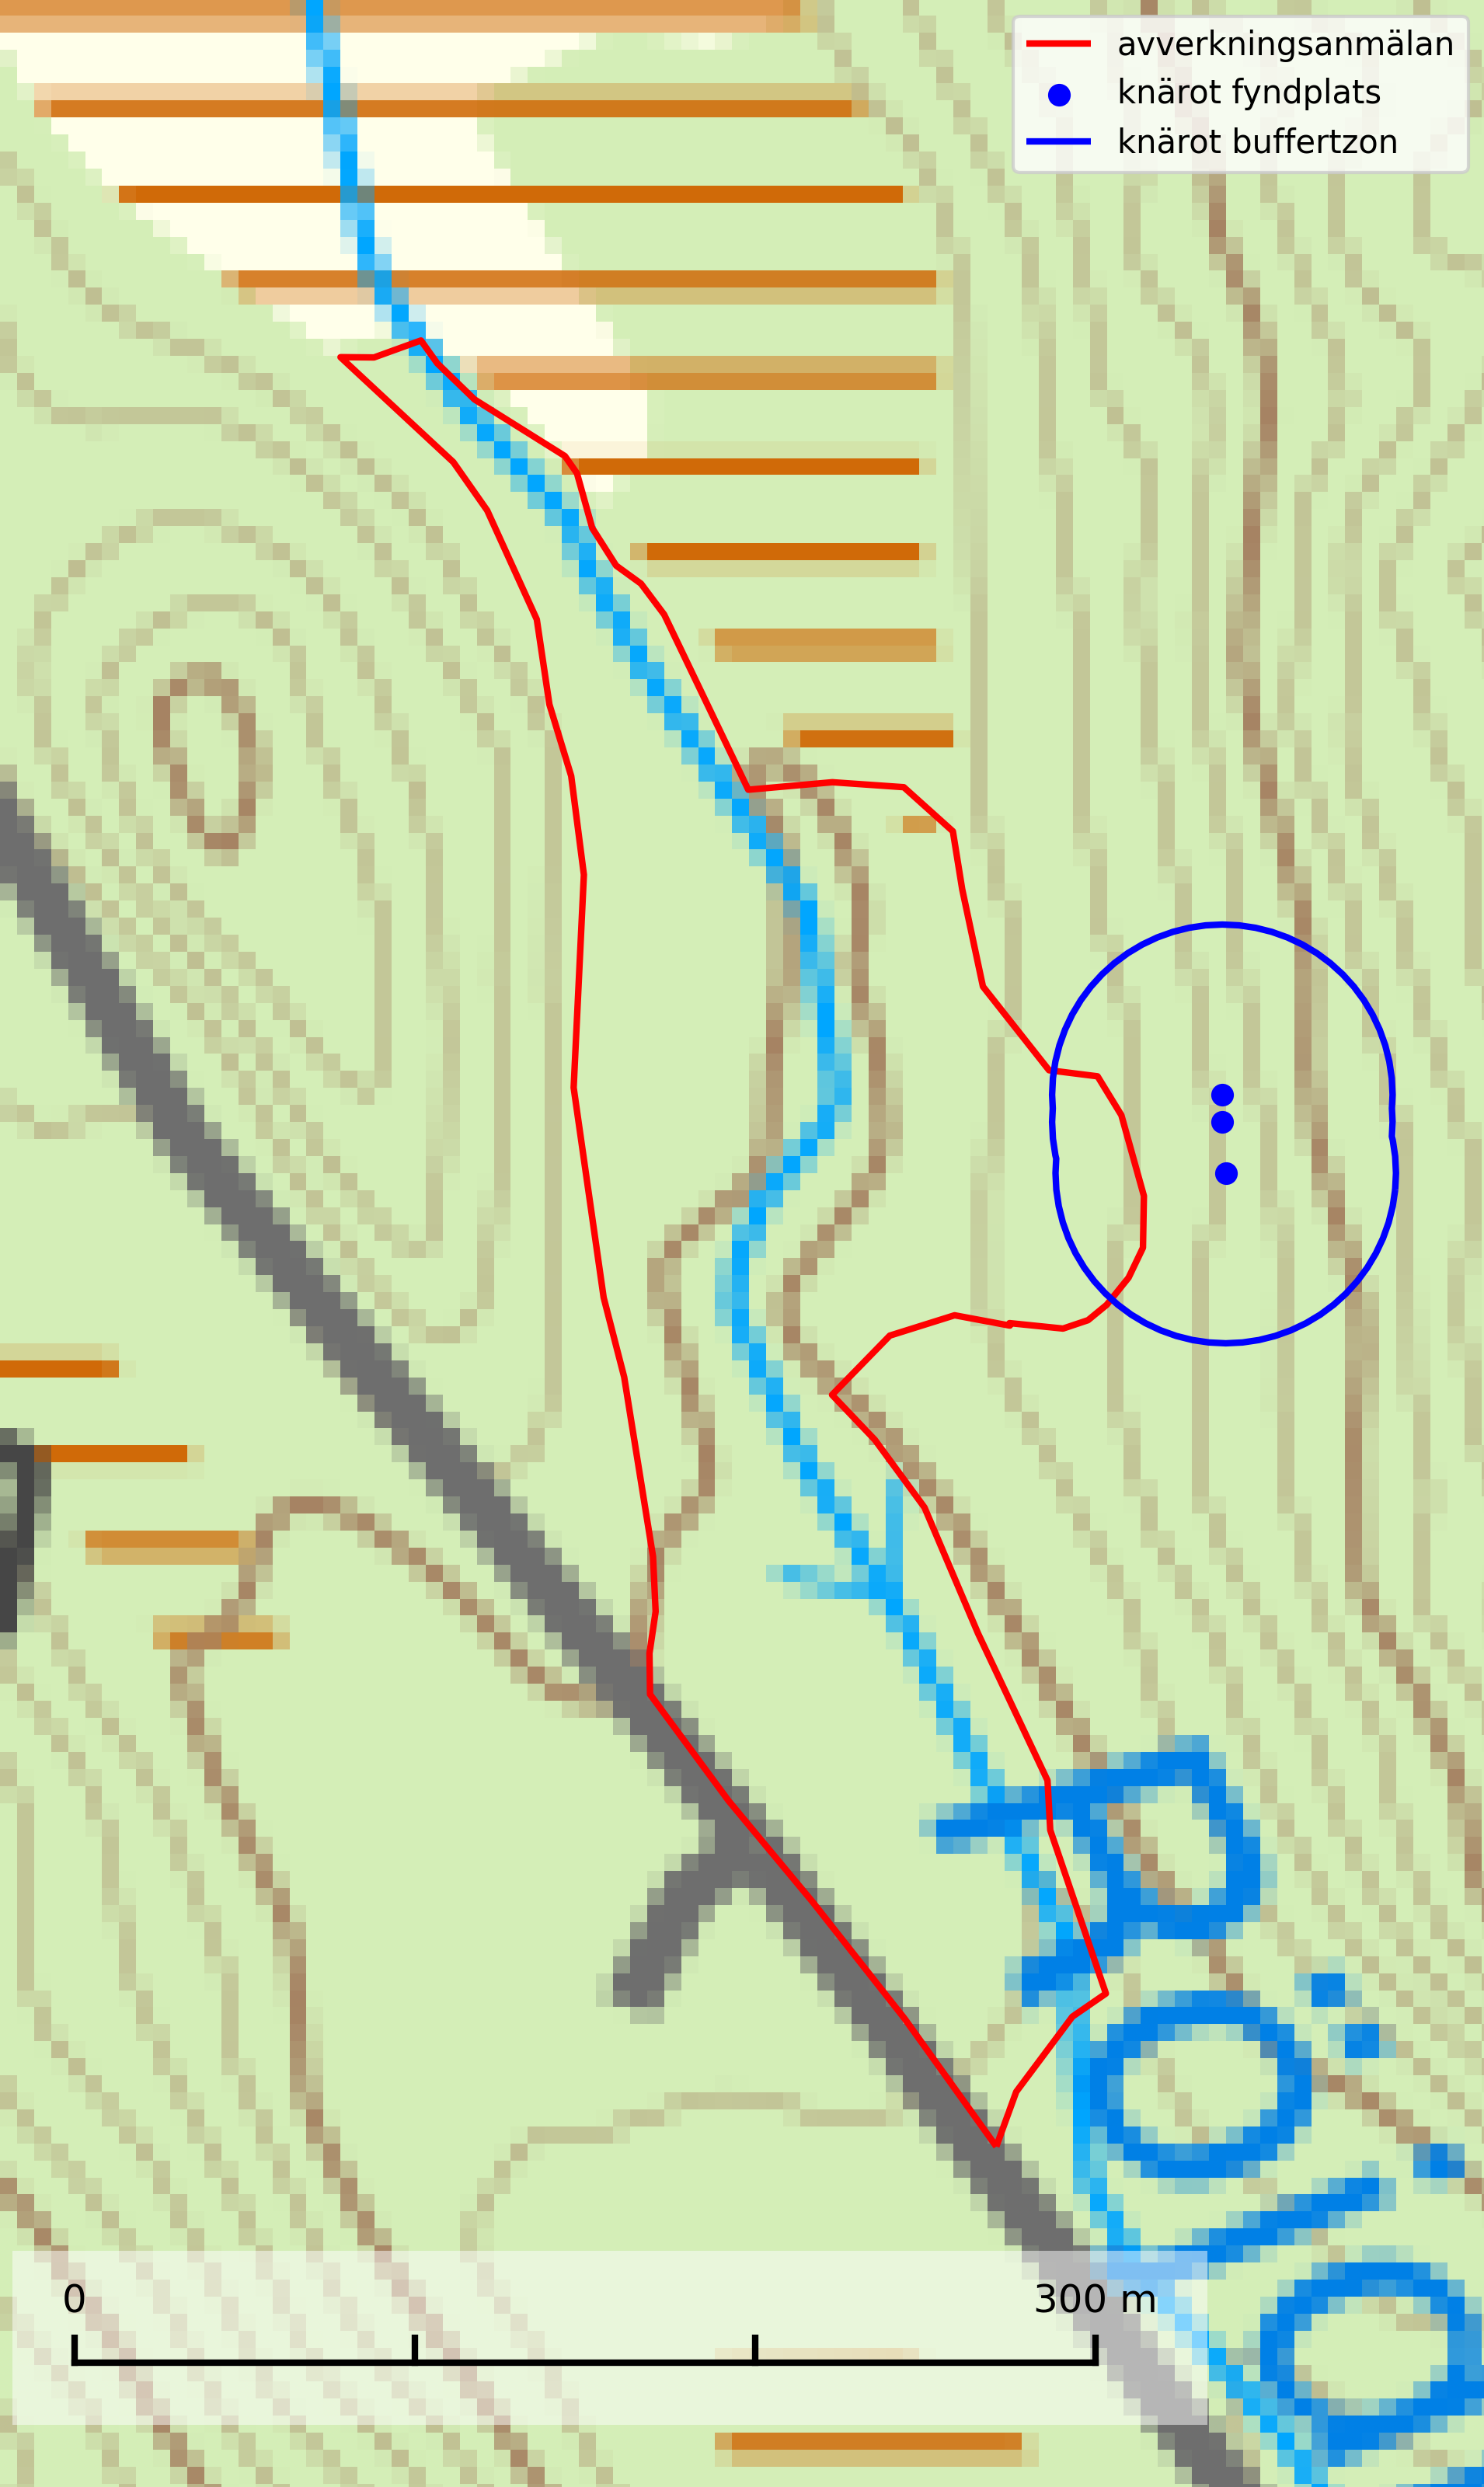 avverkningsanmälan
knärot fyndplats
knärot buffertzon
0 300 m